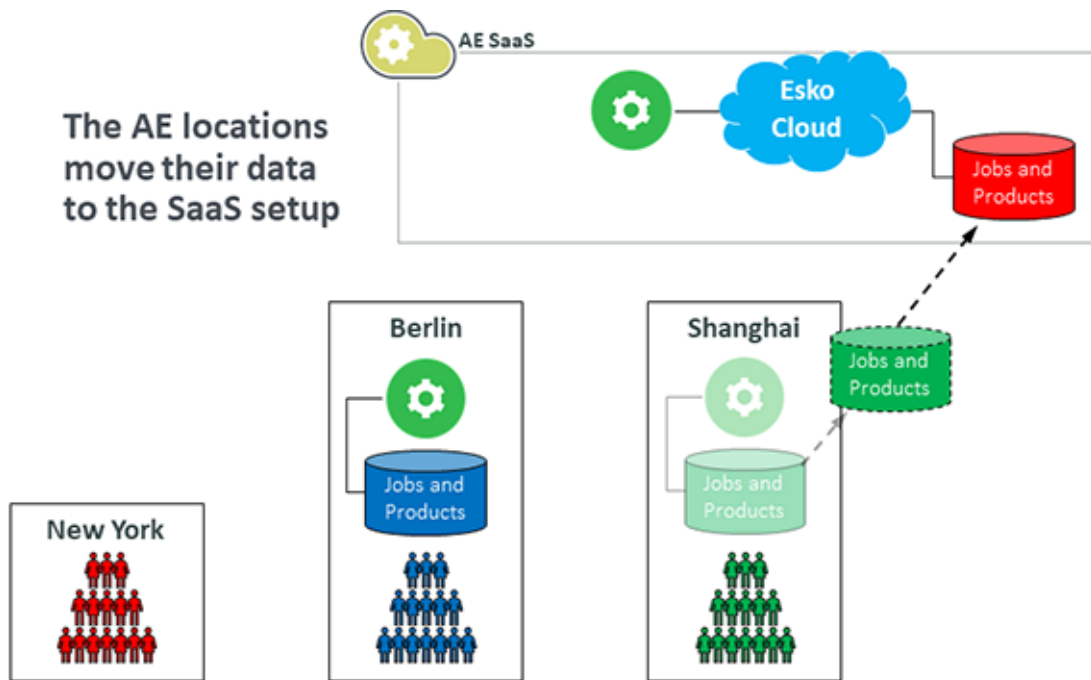 AE SaaS
The AE locations
move their data
to the SaaS setup
Esko
Cloud
Jobs and
Products
Berlin
Shanghai
Jobs and
Products
Jobs and
Products
Jobs and
Products
New York